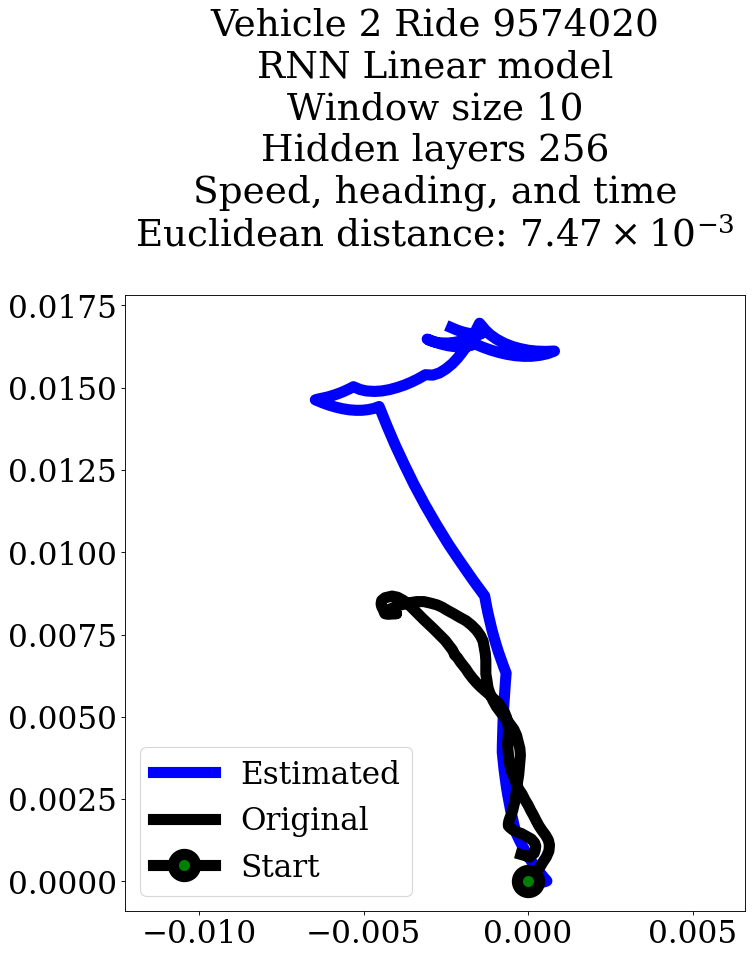 Vehicle 2 Ride 9574020
RNN Linear model
Window size 10
Hidden layers 256
Speed, heading, and time
Euclidean distance: 7.47 × 10⁻³
0.0175
0.0150
0.0125
0.0100
0.0075
0.0050
0.0025
0.0000
Estimated
Original
Start
−0.010 −0.005 0.000 0.005